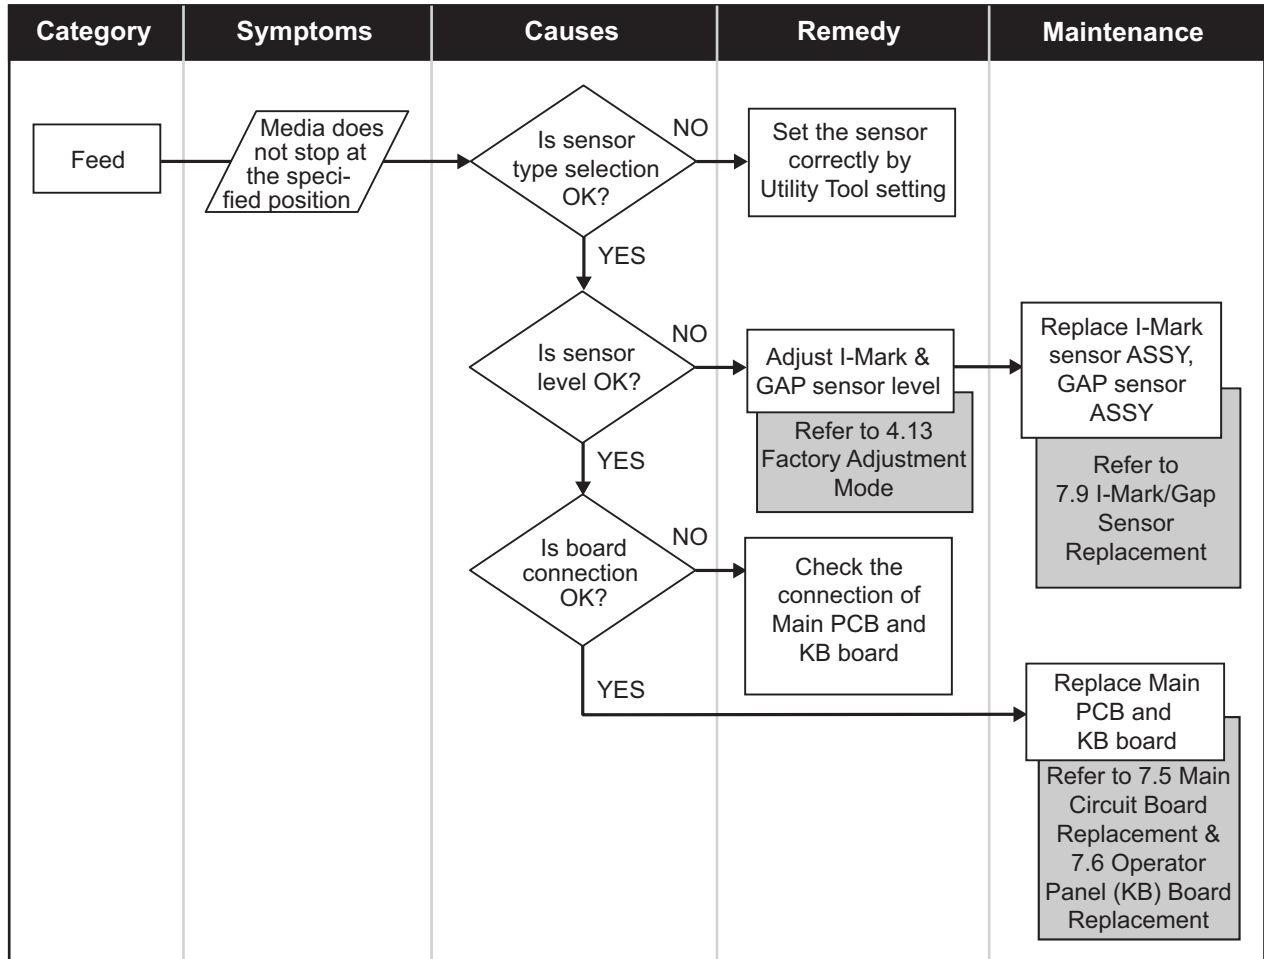 Category
Symptoms
Causes
Remedy
Maintenance
Feed
Media does
not stop at
the speci-
fied position
Is sensor
type selection
OK?
NO
Set the sensor
correctly by
Utility Tool setting
YES
Is sensor
level OK?
NO
Adjust I-Mark &
GAP sensor level
Refer to 4.13
Factory Adjustment
Mode
Replace I-Mark
sensor ASSY,
GAP sensor
ASSY
Refer to
7.9 I-Mark/Gap
Sensor
Replacement
YES
Is board
connection
OK?
NO
Check the
connection of
Main PCB and
KB board
YES
Replace Main
PCB and
KB board
Refer to 7.5 Main
Circuit Board
Replacement &
7.6 Operator
Panel (KB) Board
Replacement